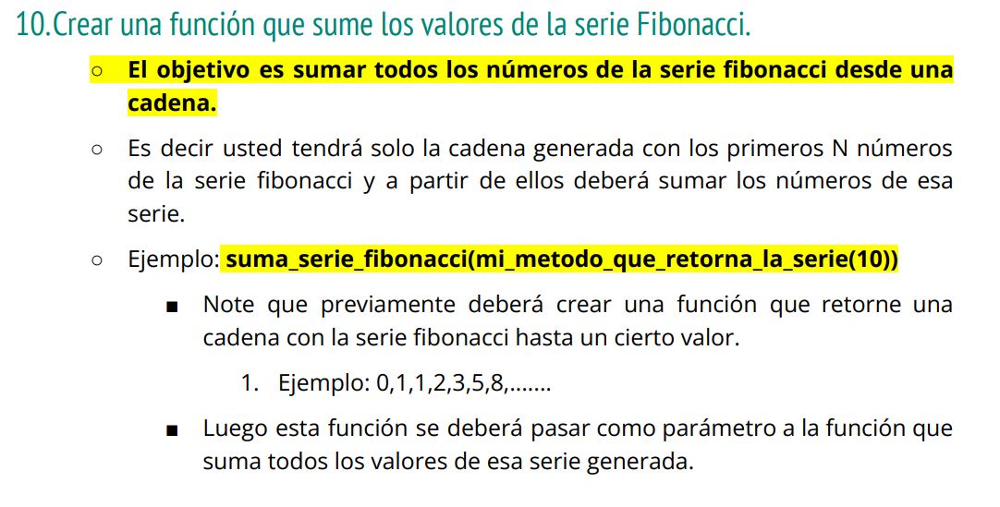 10.Crear una función que sume los valores de la serie Fibonacci.
○ El objetivo es sumar todos los números de la serie fibonacci desde una
cadena.
○ Es decir usted tendrá solo la cadena generada con los primeros N números
de la serie fibonacci y a partir de ellos deberá sumar los números de esa
serie.
○ Ejemplo: suma_serie_fibonacci(mi_metodo_que_retorna_la_serie(10))
■ Note que previamente deberá crear una función que retorne una
cadena con la serie fibonacci hasta un cierto valor.
1. Ejemplo: 0,1,1,2,3,5,8,.......
■ Luego esta función se deberá pasar como parámetro a la función que
suma todos los valores de esa serie generada.